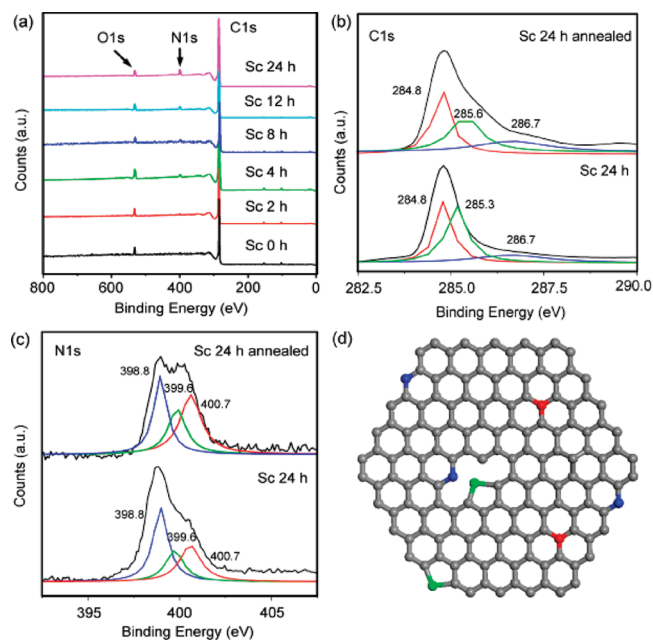 (a)
C1s
O1s
N1s
Sc 24 h
Sc 12 h
Sc 8 h
Sc 4 h
Sc 2 h
Sc 0 h
Counts (a.u.)
800 600 400 200 0
Binding Energy (eV)
(b)
C1s
Sc 24 h annealed
284.8
285.6
286.7
Sc 24 h
284.8
285.3
286.7
Counts (a.u.)
282.5 285.0 287.5 290.0
Binding Energy (eV)
(c)
N1s
Sc 24 h annealed
398.8
399.6
400.7
Sc 24 h
398.8
399.6
400.7
Counts (a.u.)
395 400 405
Binding Energy (eV)
(d)